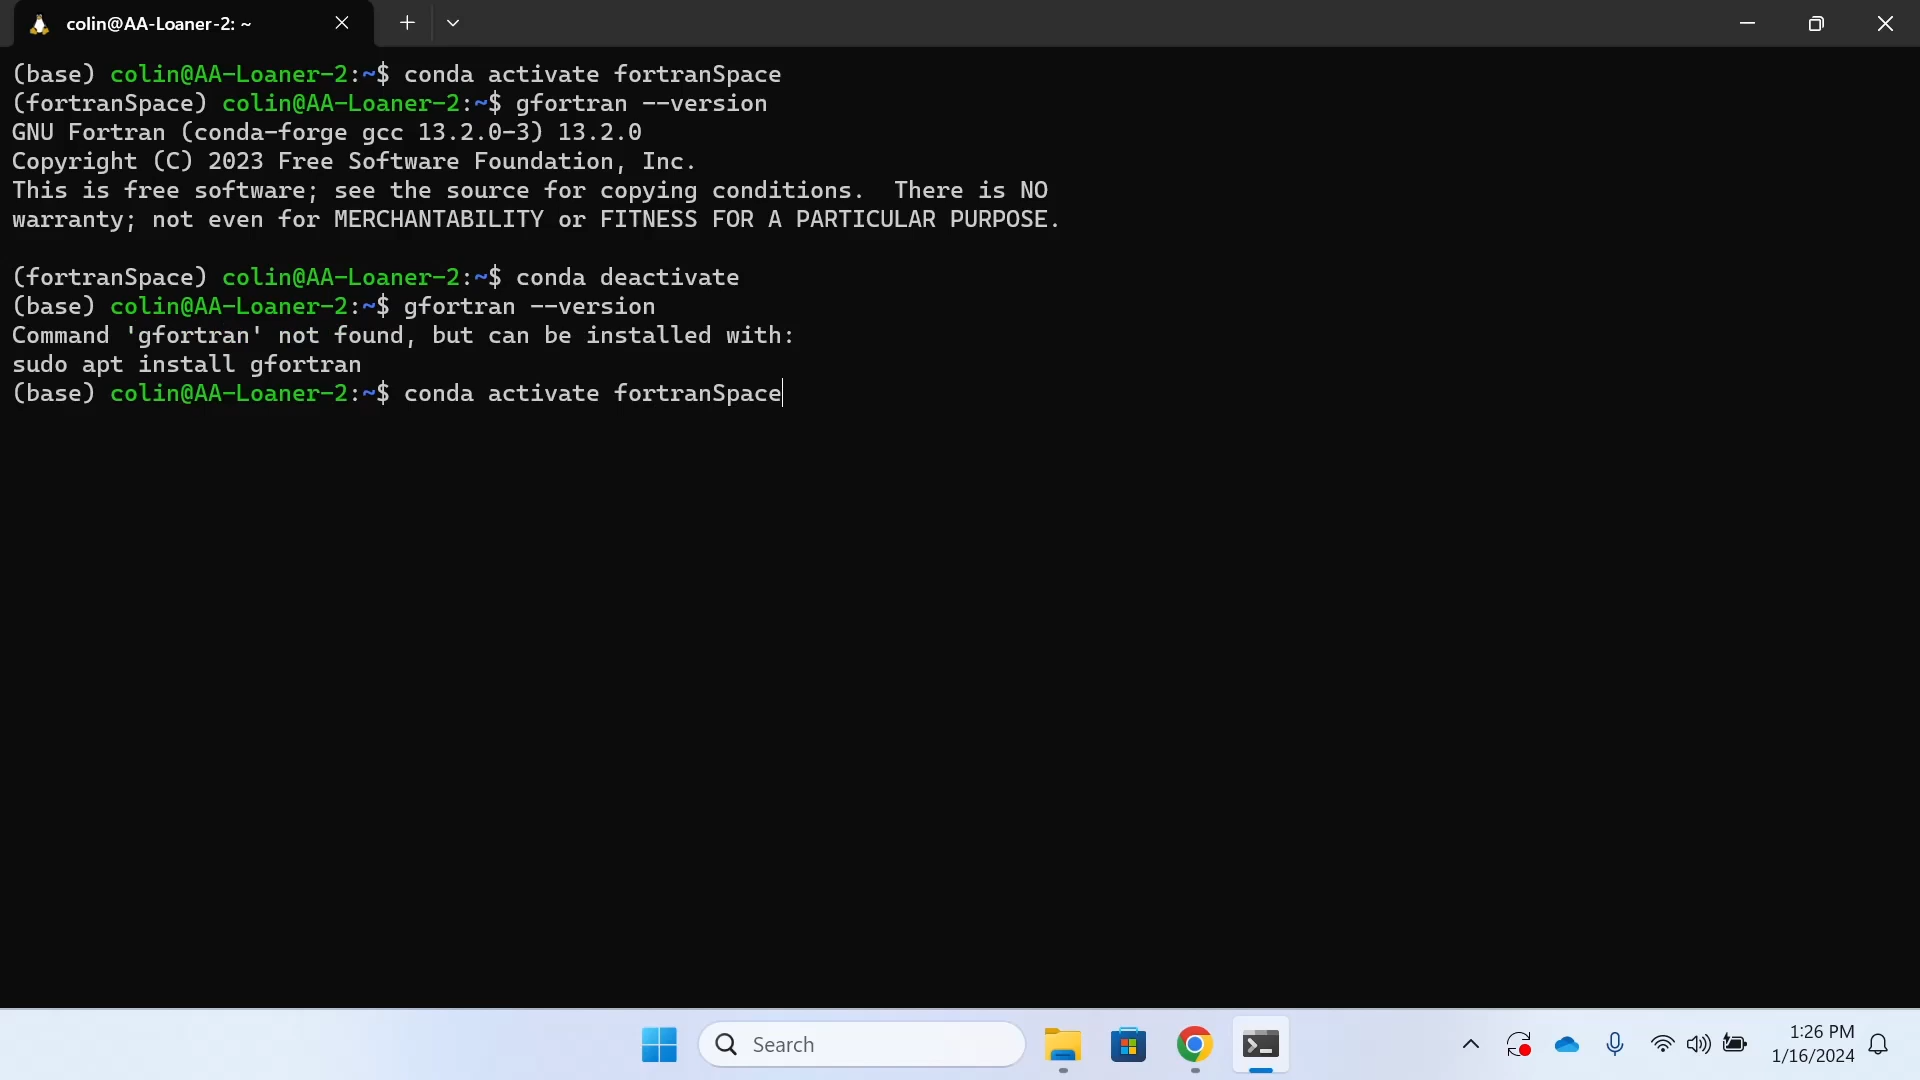 colin@AA-Loaner-2: ~
(base) colin@AA-Loaner-2:~$ conda activate fortranSpace
(fortranSpace) colin@AA-Loaner-2:~$ gfortran --version
GNU Fortran (conda-forge gcc 13.2.0-3) 13.2.0
Copyright (C) 2023 Free Software Foundation, Inc.
This is free software; see the source for copying conditions.  There is NO
warranty; not even for MERCHANTABILITY or FITNESS FOR A PARTICULAR PURPOSE.
(fortranSpace) colin@AA-Loaner-2:~$ conda deactivate
(base) colin@AA-Loaner-2:~$ gfortran --version
Command 'gfortran' not found, but can be installed with:
sudo apt install gfortran
(base) colin@AA-Loaner-2:~$ conda activate fortranSpace
Search
1:26 PM
1/16/2024